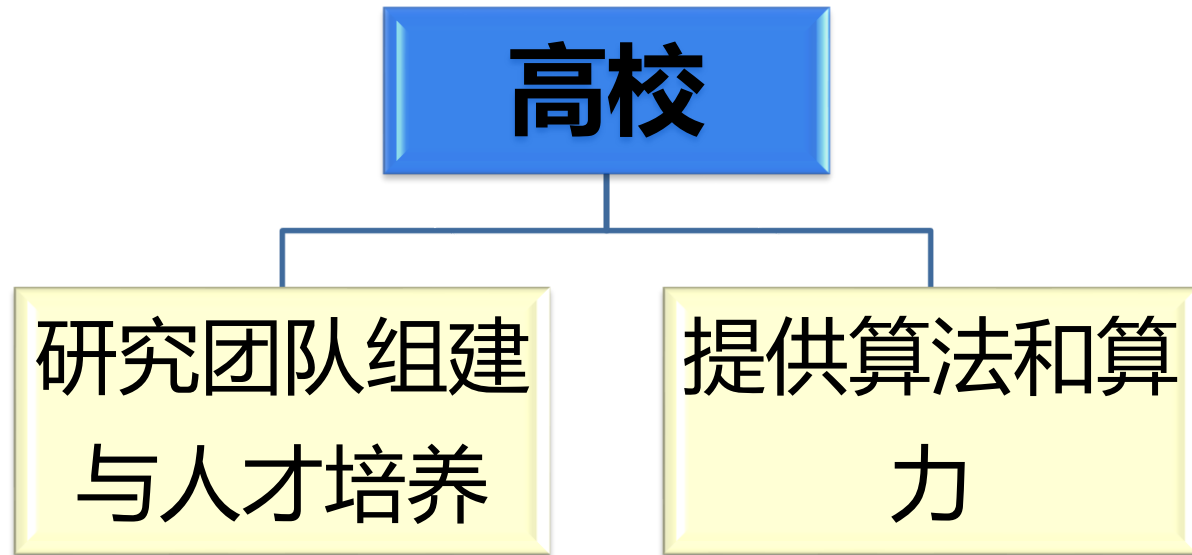 高校
研究团队组建
与人才培养
提供算法和算
力